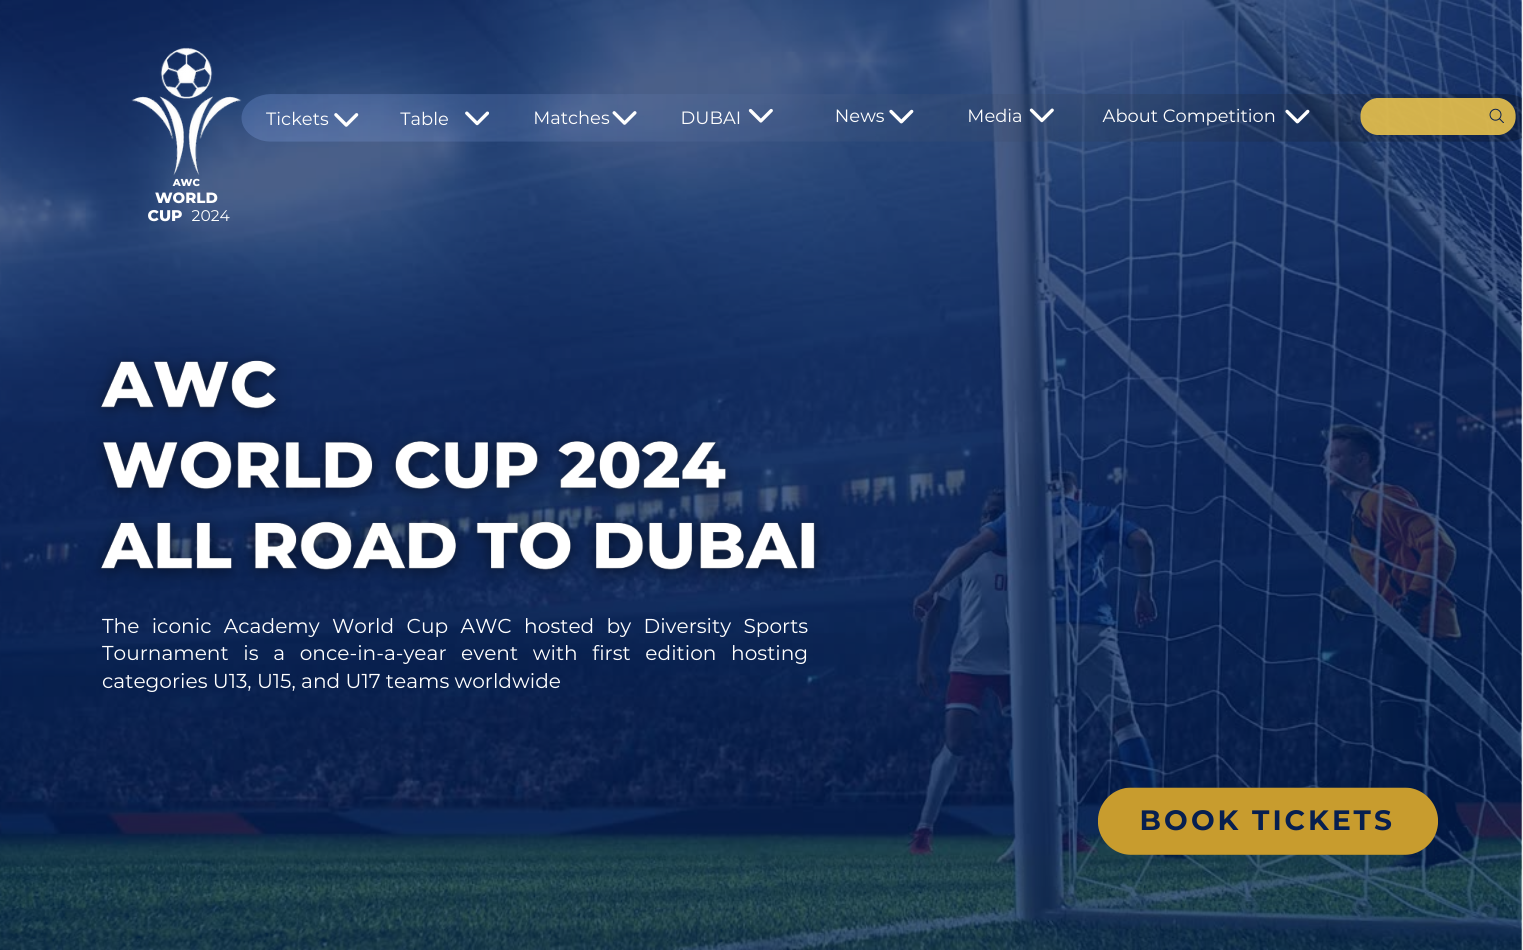 AWC
WORLD
CUP 2024
Tickets
Table
Matches
DUBAI
News
Media
About Competition
AWC
WORLD CUP 2024
ALL ROAD TO DUBAI
The iconic Academy World Cup AWC hosted by Diversity Sports
Tournament is a once-in-a-year event with first edition hosting
categories U13, U15, and U17 teams worldwide
BOOK TICKETS